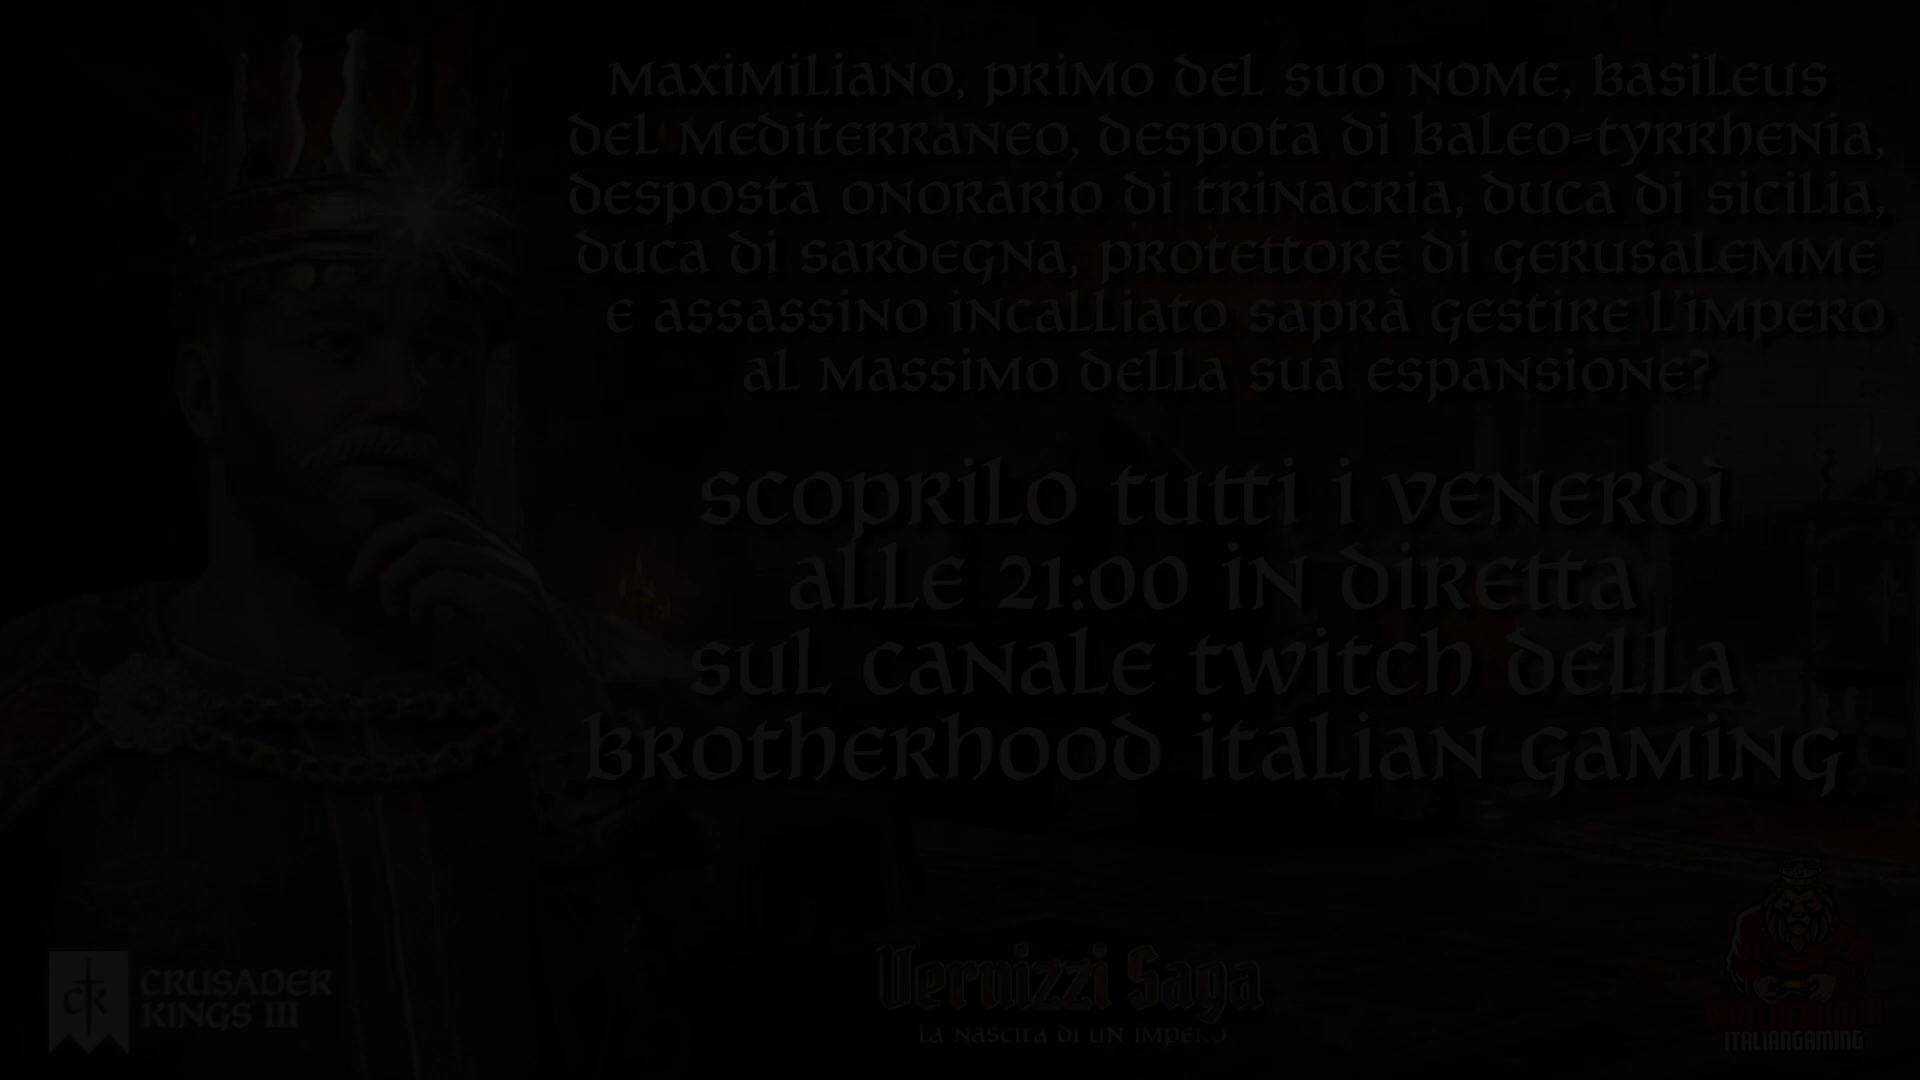 Maximiliano, primo del suo nome, Basileus
del Mediterraneo, despota di Baleo-Tyrrhenia,
desposta onorario di Trinacria, duca di Sicilia,
duca di Sardegna, protettore di Gerusalemme
e assassino incalliato saprà gestire l'impero
al massimo della sua espansione?
Scoprilo tutti i venerdì
alle 21:00 in diretta
sul canale Twitch della
Brotherhood Italian Gaming
CK
CRUSADER
KINGS III
Vernizzi Saga
La nascita di un impero
BROTHERHOOD
ITALIANGAMING